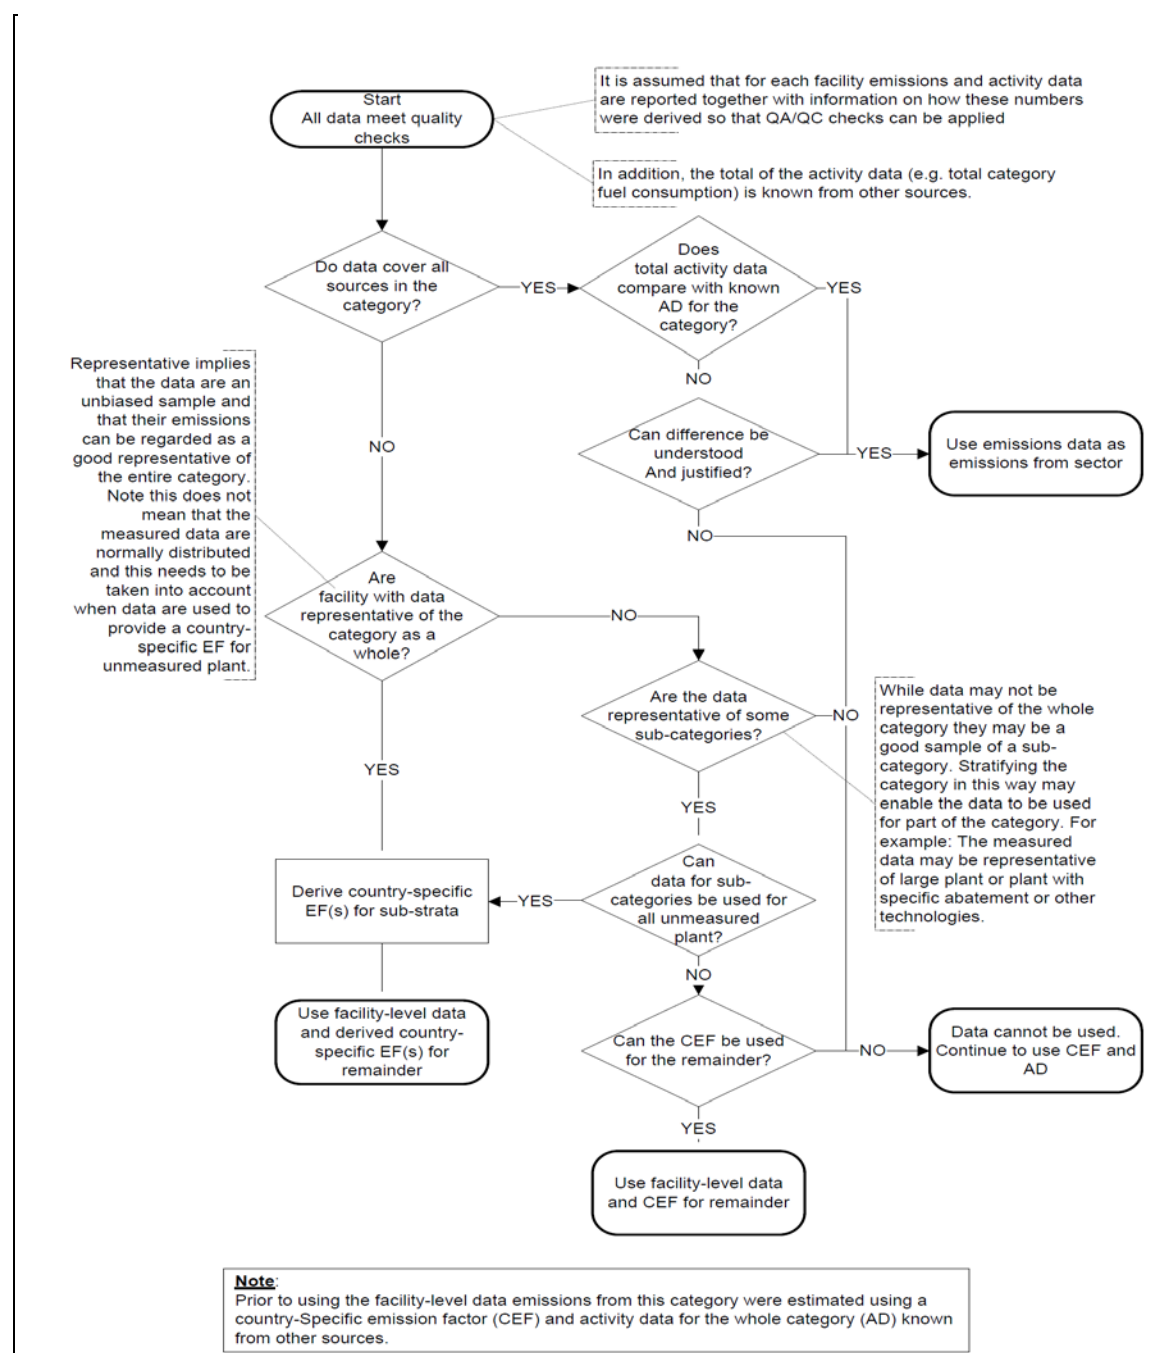 Start
All data meet quality
checks
It is assumed that for each facility emissions and activity data
are reported together with information on how these numbers
were derived so that QA/QC checks can be applied
In addition, the total of the activity data (e.g. total category
fuel consumption) is known from other sources.
Do data cover all
sources in the
category?
YES
Does
total activity data
compare with known
AD for the
category?
YES
NO
Can difference be
understood
And justified?
YES
Use emissions data as
emissions from sector
NO
NO
Representative implies
that the data are an
unbiased sample and
that their emissions
can be regarded as a
good representative of
the entire category.
Note this does not
mean that the
measured data are
normally distributed
and this needs to be
taken into account
when data are used to
provide a country-
specific EF for
unmeasured plant.
Are
facility with data
representative of the
category as a
whole?
NO
Are the data
representative of some
sub-categories?
NO
While data may not be
representative of the whole
category they may be a
good sample of a sub-
category. Stratifying the
category in this way may
enable the data to be used
for part of the category. For
example: The measured
data may be representative
of large plant or plant with
specific abatement or other
technologies.
YES
YES
Can
data for sub-
categories be used for
all unmeasured
plant?
YES
Derive country-specific
EF(s) for sub-strata
NO
Use facility-level data
and derived country-
specific EF(s) for
remainder
Can the CEF be used
for the remainder?
NO
Data cannot be used.
Continue to use CEF and
AD
YES
Use facility-level data
and CEF for remainder
Note:
Prior to using the facility-level data emissions from this category were estimated using a
country-Specific emission factor (CEF) and activity data for the whole category (AD) known
from other sources.